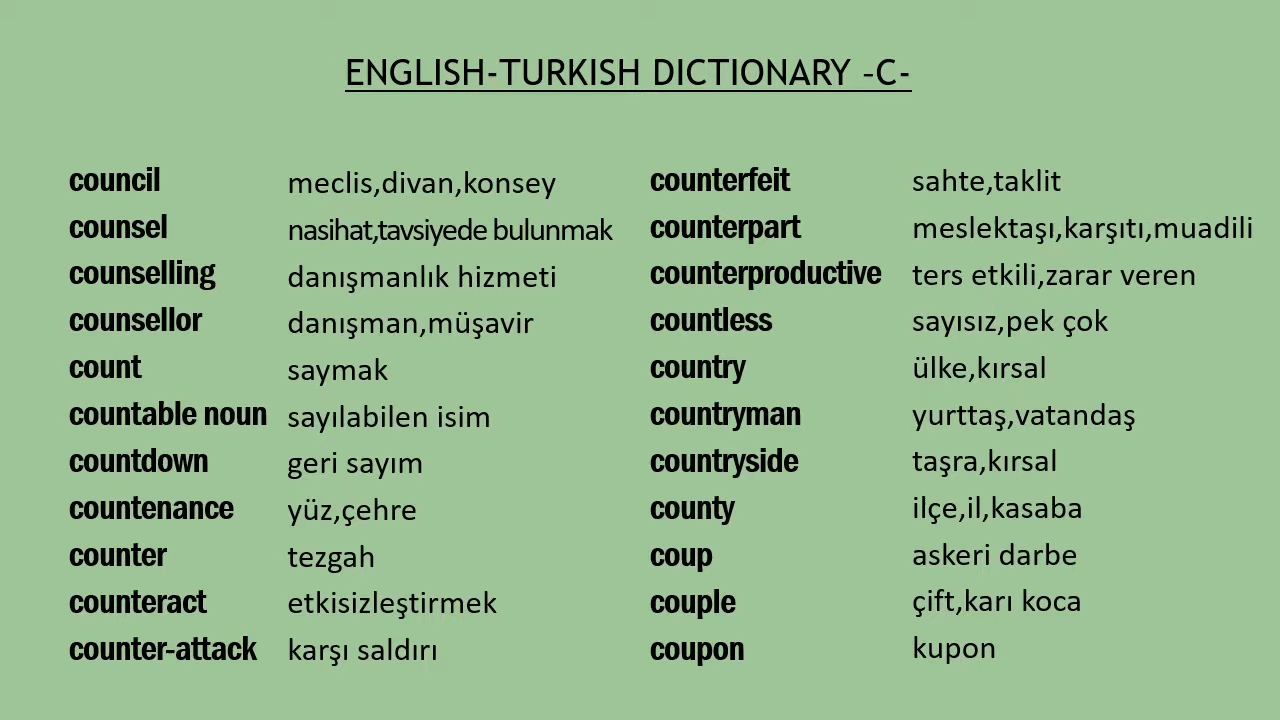 ENGLISH-TURKISH DICTIONARY –C-
council meclis,divan,konsey
counsel nasihat,tavsiyede bulunmak
counselling danışmanlık hizmeti
counsellor danışman,müşavir
count saymak
countable noun sayılabilen isim
countdown geri sayım
countenance yüz,çehre
counter tezgah
counteract etkisizleştirmek
counter-attack karşı saldırı
counterfeit sahte,taklit
counterpart meslektaşı,karşıtı,muadili
counterproductive ters etkili,zarar veren
countless sayısız,pek çok
country ülke,kırsal
countryman yurttaş,vatandaş
countryside taşra,kırsal
county ilçe,il,kasaba
coup askeri darbe
couple çift,karı koca
coupon kupon